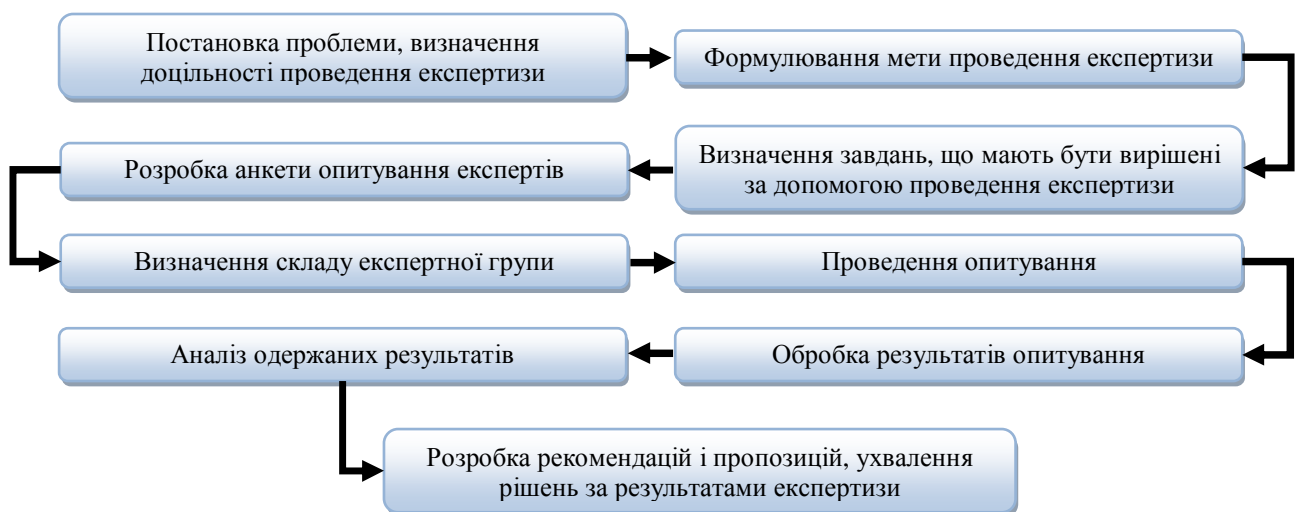 Постановка проблеми, визначення
доцільності проведення експертизи
Формулювання мети проведення експертизи
Визначення завдань, що мають бути вирішені
за допомогою проведення експертизи
Розробка анкети опитування експертів
Визначення складу експертної групи
Проведення опитування
Обробка результатів опитування
Аналіз одержаних результатів
Розробка рекомендацій і пропозицій, ухвалення
рішень за результатами експертизи